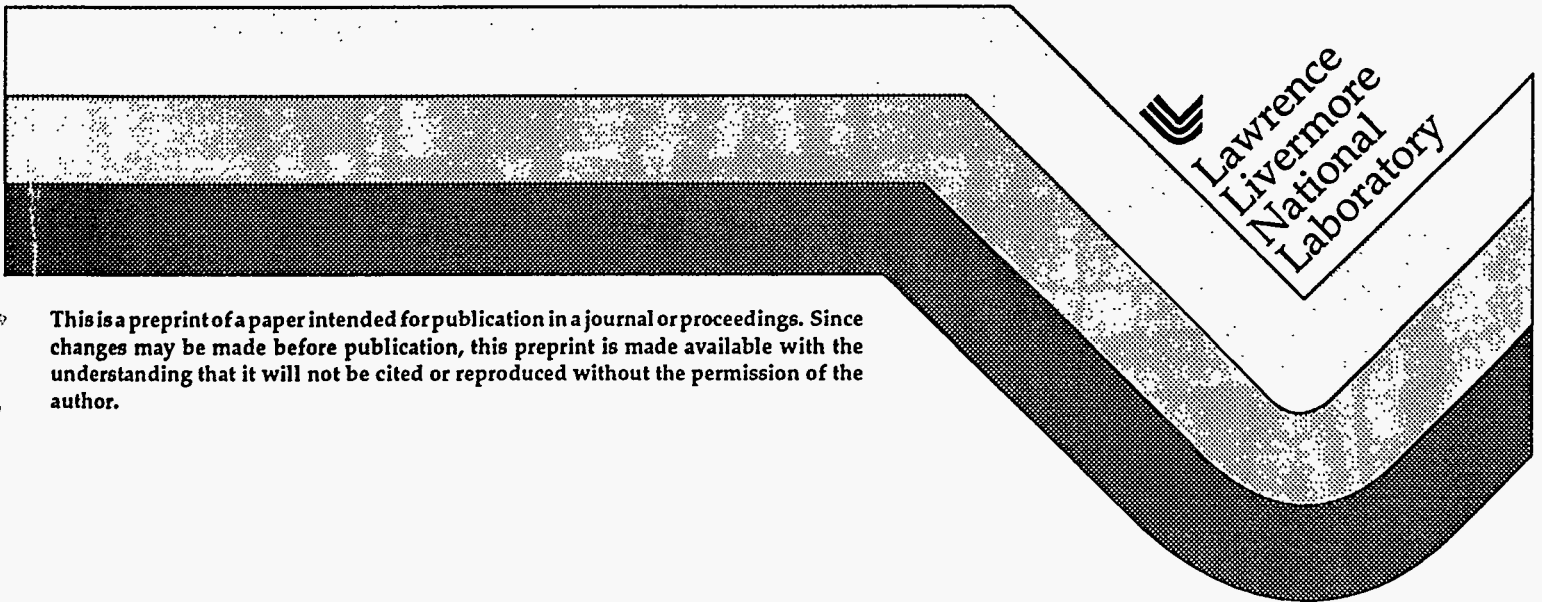 Lawrence
Livermore
National
Laboratory
This is a preprint of a paper intended for publication in a journal or proceedings. Since
changes may be made before publication, this preprint is made available with the
understanding that it will not be cited or reproduced without the permission of the
author.